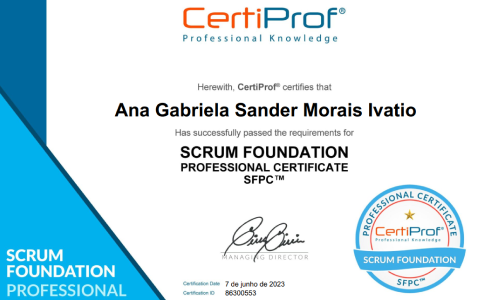 CertiProf®
Professional Knowledge
Herewith, CertiProf® certifies that
Ana Gabriela Sander Morais Ivatio
Has successfully passed the requirements for
SCRUM FOUNDATION
PROFESSIONAL CERTIFICATE
SFPC™
MANAGING DIRECTOR
Certification Date 7 de junho de 2023
Certification ID 86300553
SCRUM
FOUNDATION
PROFESSIONAL
PROFESSIONAL CERTIFICATE
CertiProf®
Professional Knowledge
SCRUM FOUNDATION
SFPC™